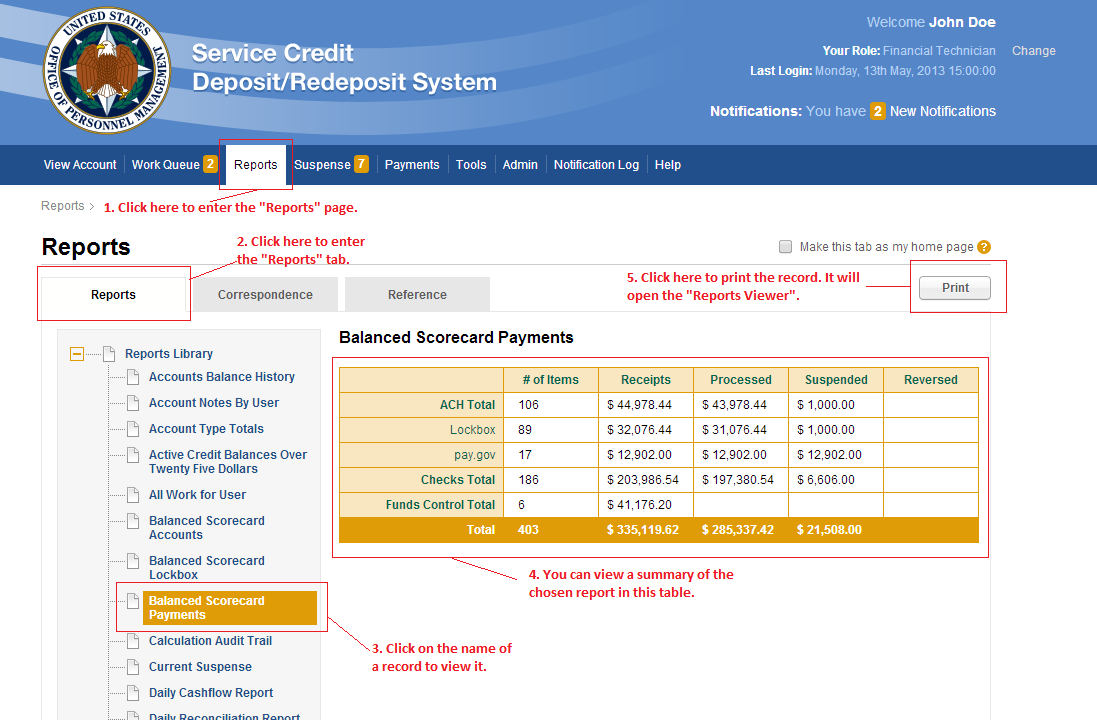 UNITED STATES
OFFICE OF PERSONNEL MANAGEMENT
Service Credit
Deposit/Redeposit System
Welcome John Doe
Your Role: Financial Technician Change
Last Login: Monday, 13th May, 2013 15:00:00
Notifications: You have 2 New Notifications
View Account Work Queue 2 Reports Suspense 7 Payments Tools Admin Notification Log Help
Reports >
1. Click here to enter the "Reports" page.
Reports
2. Click here to enter
the "Reports" tab.
Make this tab as my home page ?
Reports Correspondence Reference
5. Click here to print the record. It will
open the "Reports Viewer".
Print
Reports Library
Accounts Balance History
Account Notes By User
Account Type Totals
Active Credit Balances Over
Twenty Five Dollars
All Work for User
Balanced Scorecard
Accounts
Balanced Scorecard
Lockbox
Balanced Scorecard
Payments
Calculation Audit Trail
Current Suspense
Daily Cashflow Report
Daily Reconciliation Report
3. Click on the name of
a record to view it.
Balanced Scorecard Payments
# of Items Receipts Processed Suspended Reversed
ACH Total 106 $ 44,978.44 $ 43,978.44 $ 1,000.00
Lockbox 89 $ 32,076.44 $ 31,076.44 $ 1,000.00
pay.gov 17 $ 12,902.00 $ 12,902.00 $ 12,902.00
Checks Total 186 $ 203,986.54 $ 197,380.54 $ 6,606.00
Funds Control Total 6 $ 41,176.20
Total 403 $ 335,119.62 $ 285,337.42 $ 21,508.00
4. You can view a summary of the
chosen report in this table.